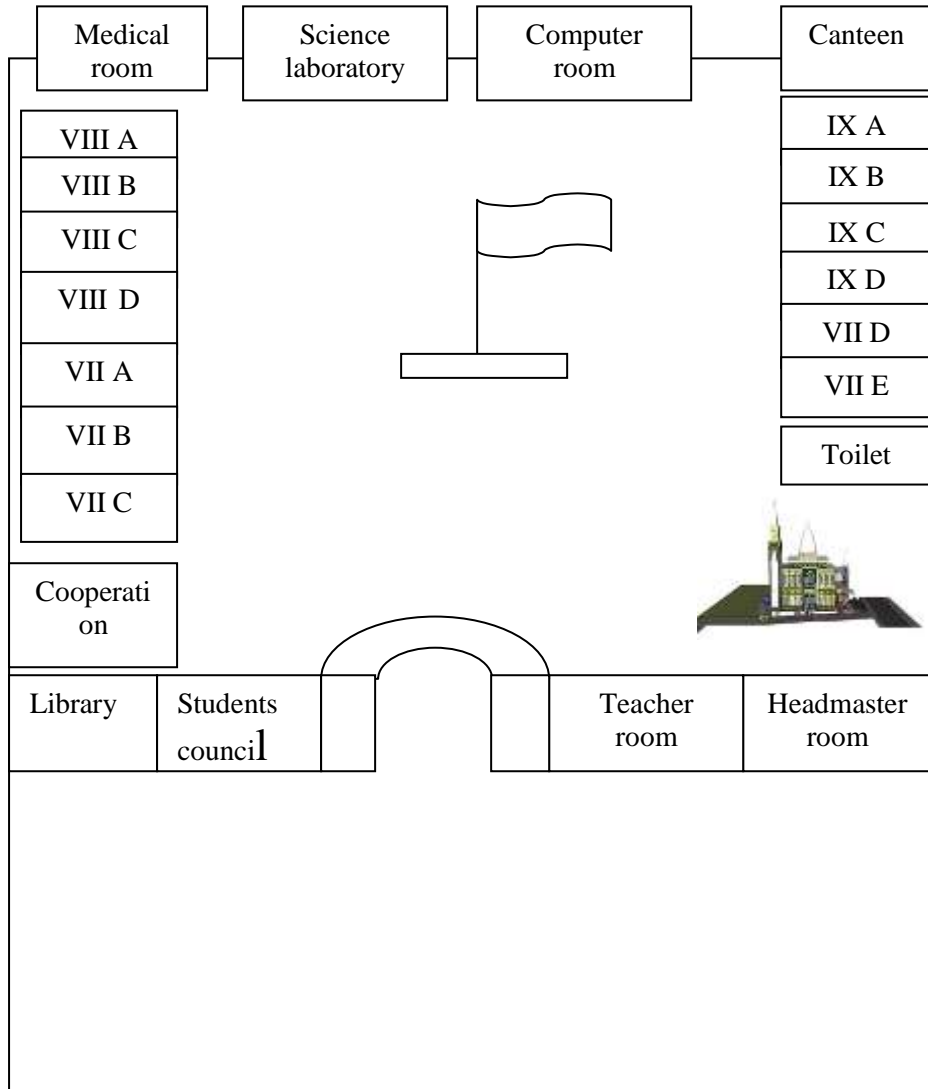 Medical
room
Science
laboratory
Computer
room
Canteen
VIII A
VIII B
VIII C
VIII D
VII A
VII B
VII C
IX A
IX B
IX C
IX D
VII D
VII E
Toilet
Cooperati
on
Library
Students
council
Teacher
room
Headmaster
room